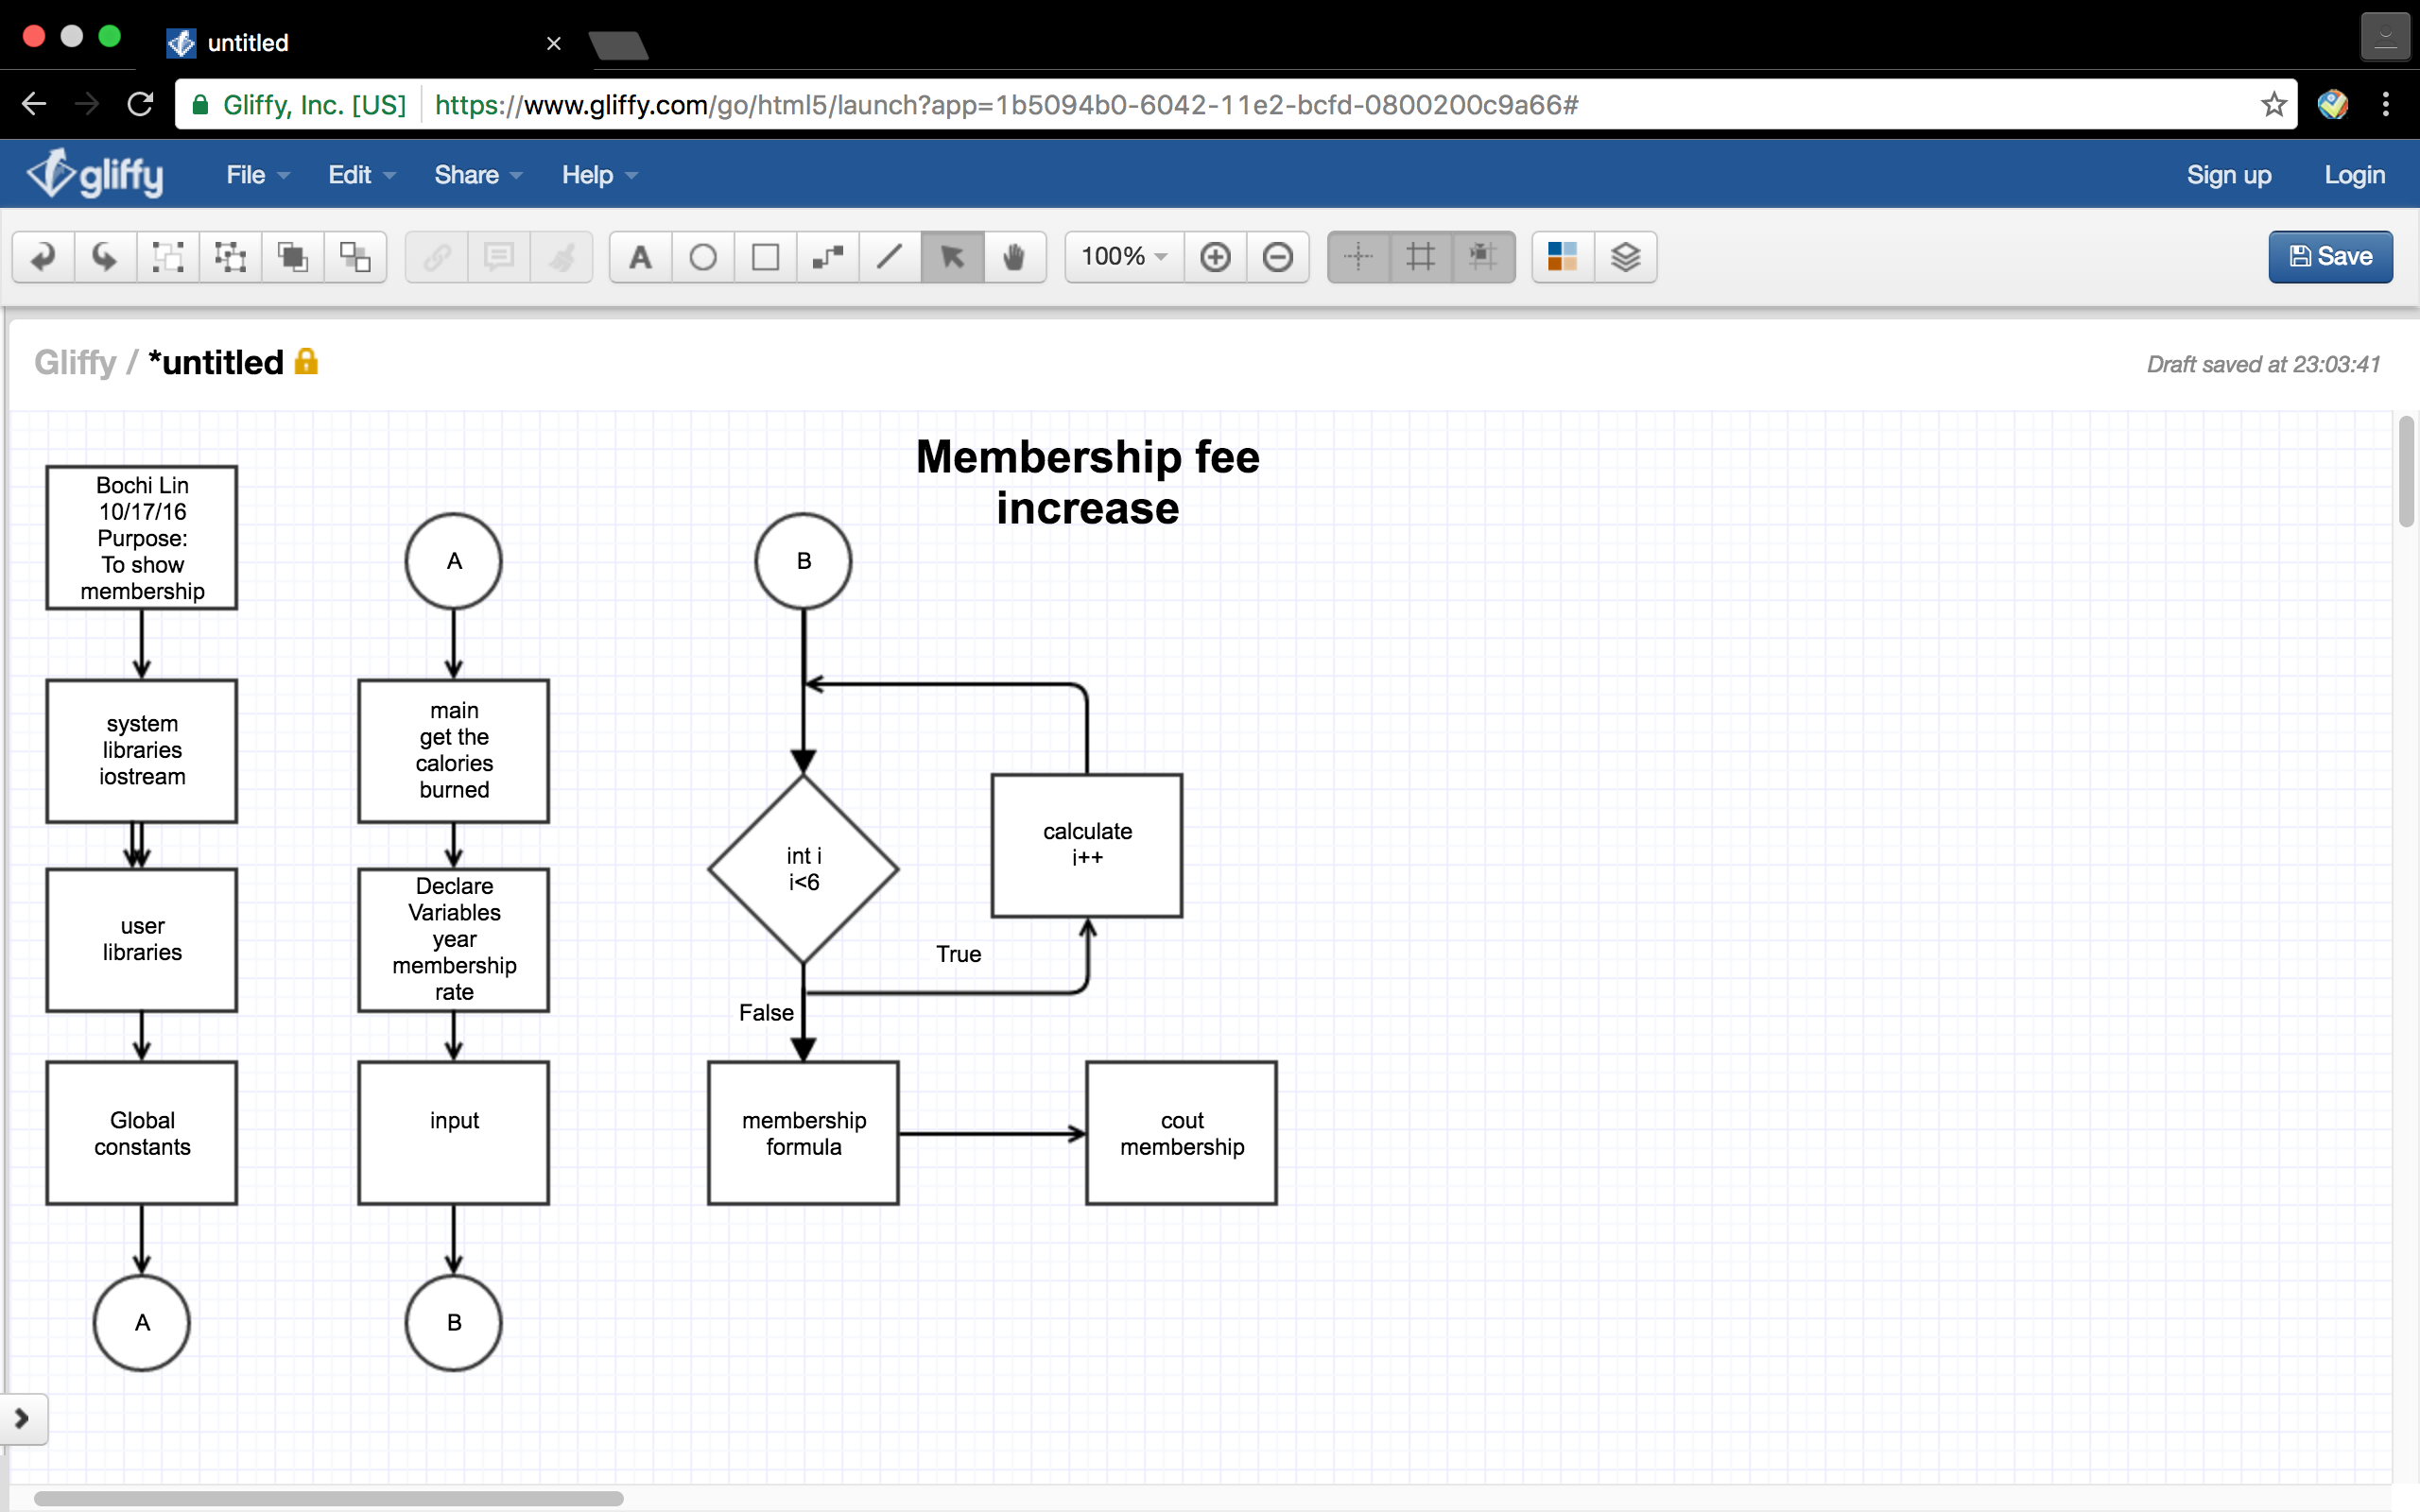 untitled
Gliffy, Inc. [US]
https://www.gliffy.com/go/html5/launch?app=1b5094b0-6042-11e2-bcfd-0800200c9a66#
gliffy
File
Edit
Share
Help
Sign up
Login
A
100%
Save
Gliffy / *untitled
Draft saved at 23:03:41
Membership fee
increase
Bochi Lin
10/17/16
Purpose:
To show
membership
system
libraries
iostream
user
libraries
Global
constants
A
A
main
get the
calories
burned
Declare
Variables
year
membership
rate
input
B
B
int i
i<6
True
False
calculate
i++
membership
formula
cout
membership